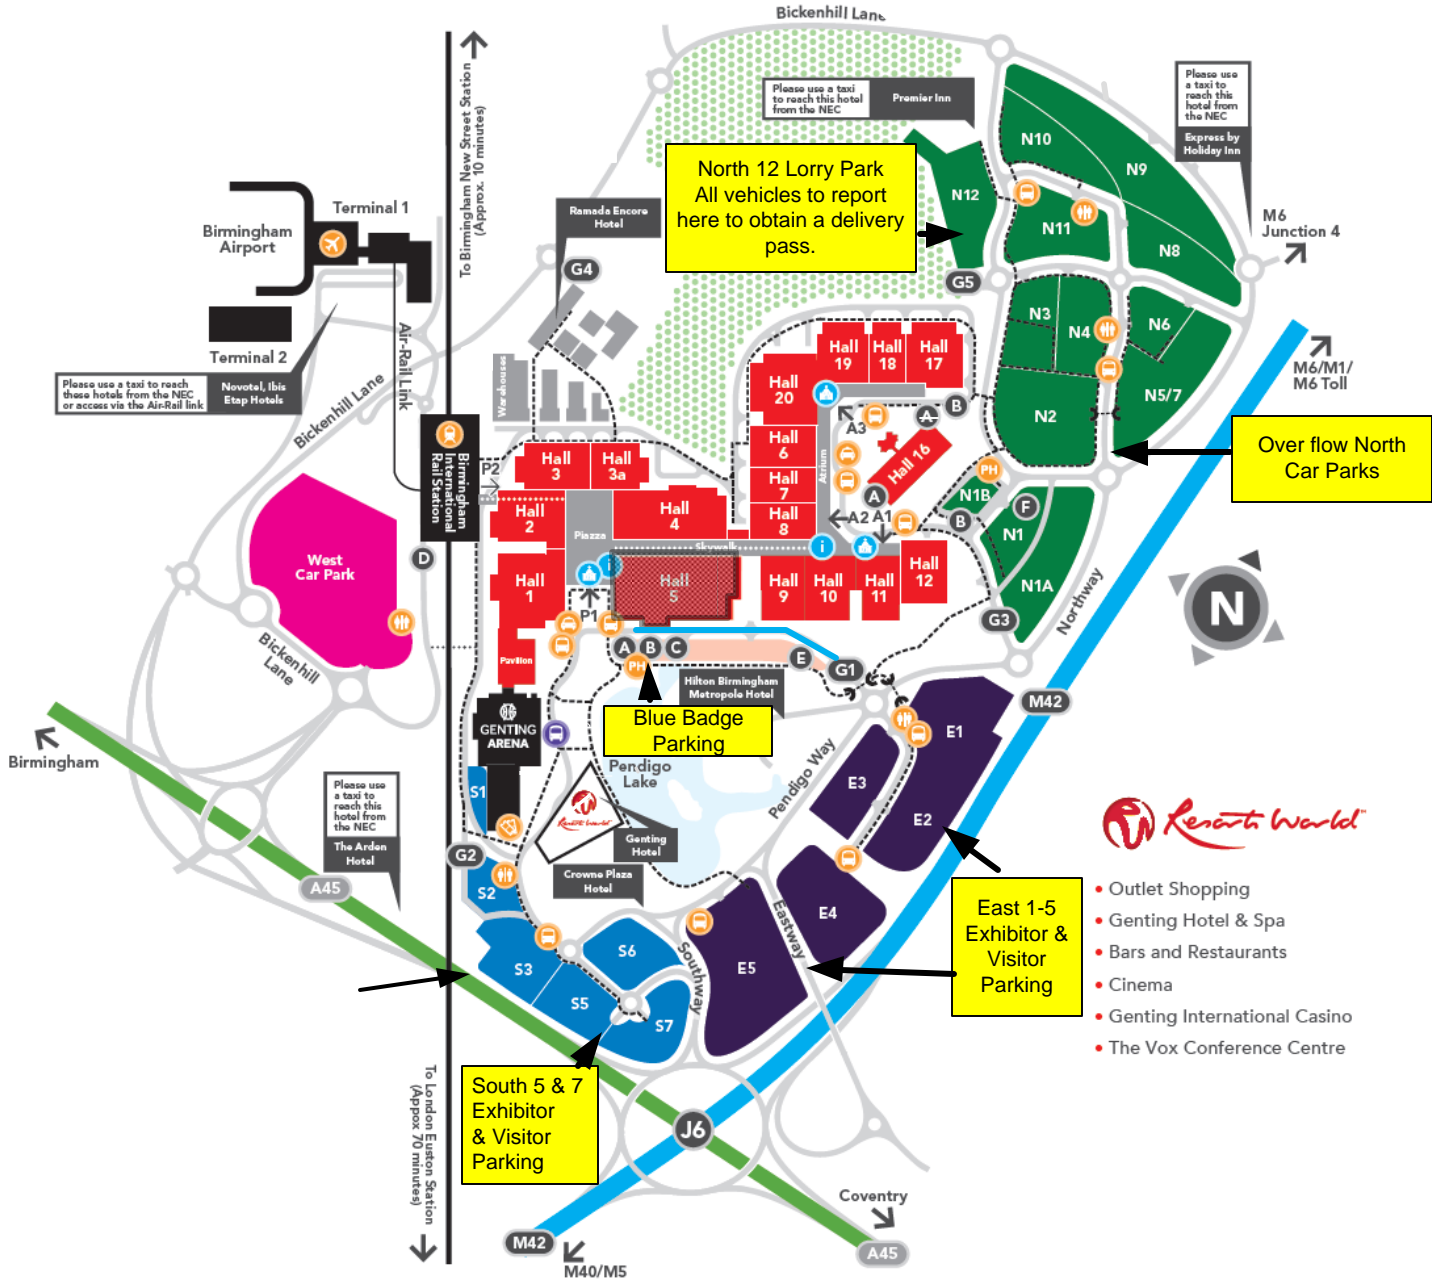 Bickenhill Lane
To Birmingham New Street Station
(Approx. 10 minutes)
Please use a taxi
to reach this hotel
from the NEC
Premier Inn
Please use
a taxi to
reach this
hotel from
the NEC
Express by
Holiday Inn
N10
N9
North 12 Lorry Park
All vehicles to report
here to obtain a delivery
pass.
N12
N11
N8
M6
Junction 4
Terminal 1
Birmingham
Airport
Ramada Encore
Hotel
G4
G5
N3
N4
N6
N5/7
N2
Terminal 2
Air-Rail Link
Please use a taxi to reach
these hotels from the NEC
or access via the Air-Rail link
Novotel, Ibis
Etap Hotels
Bickenhill Lane
Warehouses
Hall
19
Hall
18
Hall
17
Hall
20
M6/M1/
M6 Toll
A3
A
B
Hall
6
Hall
7
Hall
8
Atrium
Hall 16
A
A2
A1
PH
N1B
B
F
N1
N1A
Over flow North
Car Parks
Birmingham
International
Rail Station
P2
Hall
3
Hall
3a
Hall
2
Hall
4
Piazza
Skywalk
i
i
Hall
1
Hall
5
Hall
9
Hall
10
Hall
11
Hall
12
West
Car Park
D
P1
G3
Northway
N
Bickenhill
Lane
Pavilion
A
B
C
E
G1
PH
Hilton Birmingham
Metropole Hotel
Blue Badge
Parking
M42
GENTING
ARENA
Pendigo
Lake
Pendigo Way
E1
E3
E2
Birmingham
Please use
a taxi to
reach this
hotel from
the NEC
The Arden
Hotel
S1
Resorts World
Genting
Hotel
Crowne Plaza
Hotel
G2
S2
A45
Resorts World
• Outlet Shopping
• Genting Hotel & Spa
• Bars and Restaurants
• Cinema
• Genting International Casino
• The Vox Conference Centre
East 1-5
Exhibitor &
Visitor
Parking
E4
Eastway
E5
Southway
S6
S3
S5
S7
South 5 & 7
Exhibitor
& Visitor
Parking
To London Euston Station
(Appox 70 minutes)
J6
Coventry
A45
M42
M40/M5